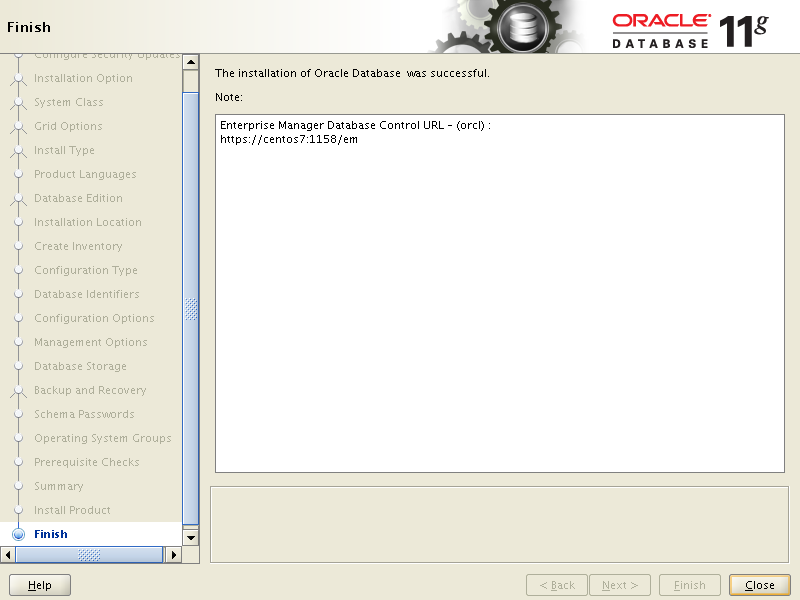 Finish
ORACLE
DATABASE
11g
Configure Security Updates
Installation Option
System Class
Grid Options
Install Type
Product Languages
Database Edition
Installation Location
Create Inventory
Configuration Type
Database Identifiers
Configuration Options
Management Options
Database Storage
Backup and Recovery
Schema Passwords
Operating System Groups
Prerequisite Checks
Summary
Install Product
Finish
The installation of Oracle Database was successful.
Note:
Enterprise Manager Database Control URL - (orcl) :
https://centos7:1158/em
Help
< Back
Next >
Finish
Close